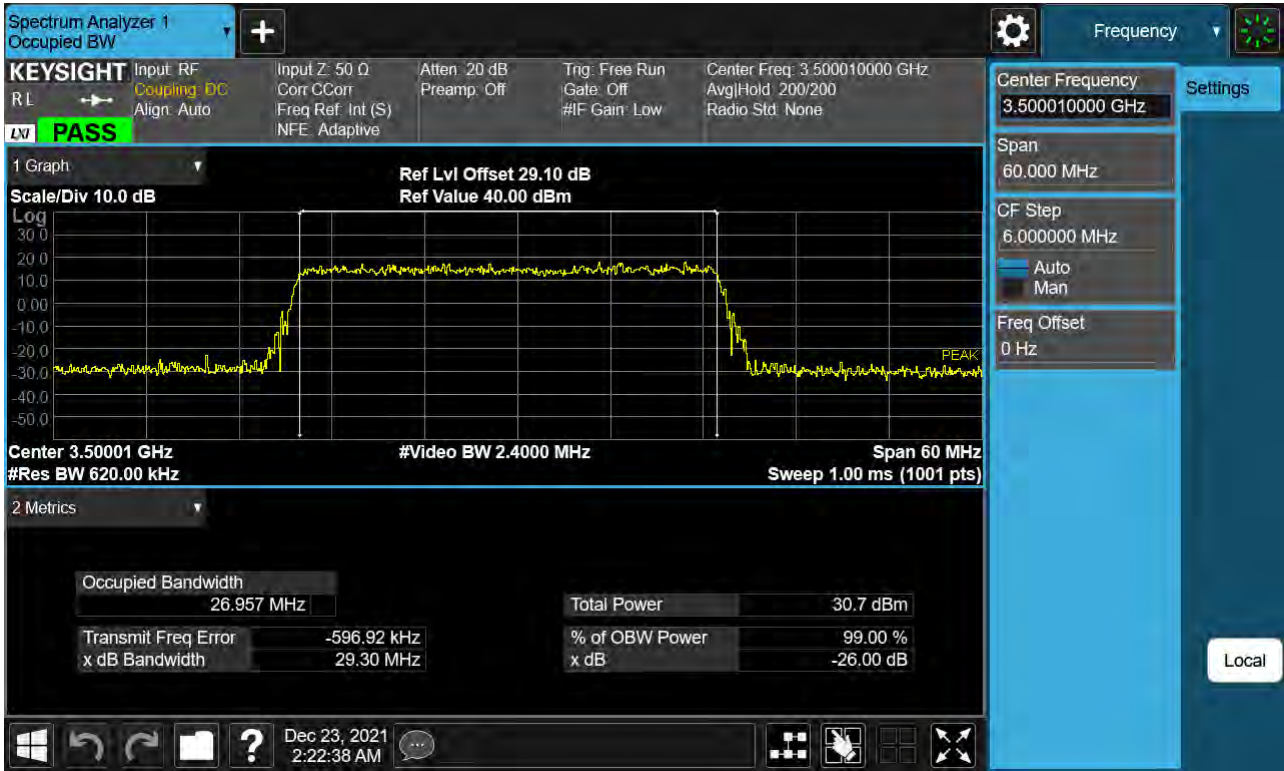 Spectrum Analyzer 1
Occupied BW
Frequency
KEYSIGHT
RL
LXI
PASS
Input: RF
Coupling: DC
Align: Auto
Input Z: 50 Ω
Corr CCorr
Freq Ref: Int (S)
NFE: Adaptive
Atten: 20 dB
Preamp: Off
Trig: Free Run
Gate: Off
#IF Gain: Low
Center Freq: 3.500010000 GHz
Avg|Hold: 200/200
Radio Std: None
Center Frequency
3.500010000 GHz
Settings
Span
60.000 MHz
CF Step
6.000000 MHz
Auto
Man
Freq Offset
0 Hz
Local
1 Graph
Scale/Div 10.0 dB
Ref Lvl Offset 29.10 dB
Ref Value 40.00 dBm
Log
30.0
20.0
10.0
0.00
-10.0
-20.0
-30.0
-40.0
-50.0
PEAK
Center 3.50001 GHz
#Video BW 2.4000 MHz
Span 60 MHz
#Res BW 620.00 kHz
Sweep 1.00 ms (1001 pts)
2 Metrics
Occupied Bandwidth
26.957 MHz
Total Power 30.7 dBm
Transmit Freq Error -596.92 kHz
% of OBW Power 99.00 %
x dB Bandwidth 29.30 MHz
x dB -26.00 dB
?
Dec 23, 2021
2:22:38 AM